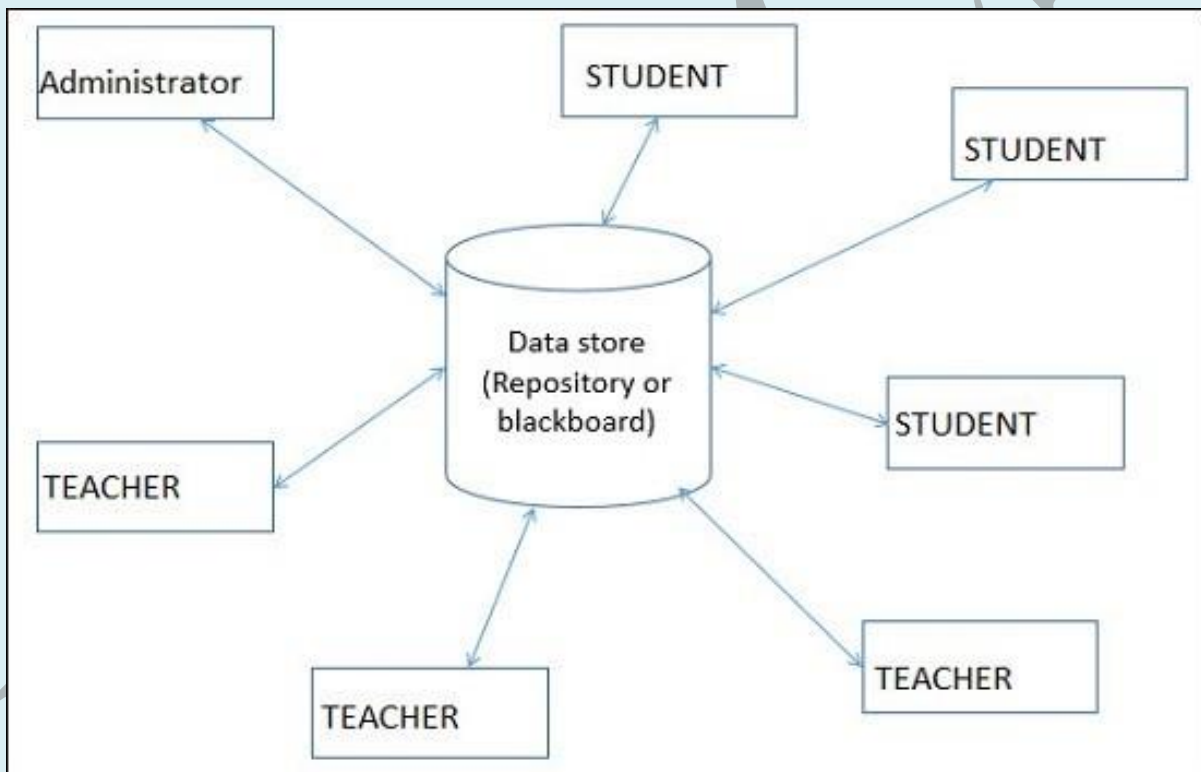 Administrator
STUDENT
STUDENT
Data store
(Repository or
blackboard)
STUDENT
TEACHER
TEACHER
TEACHER